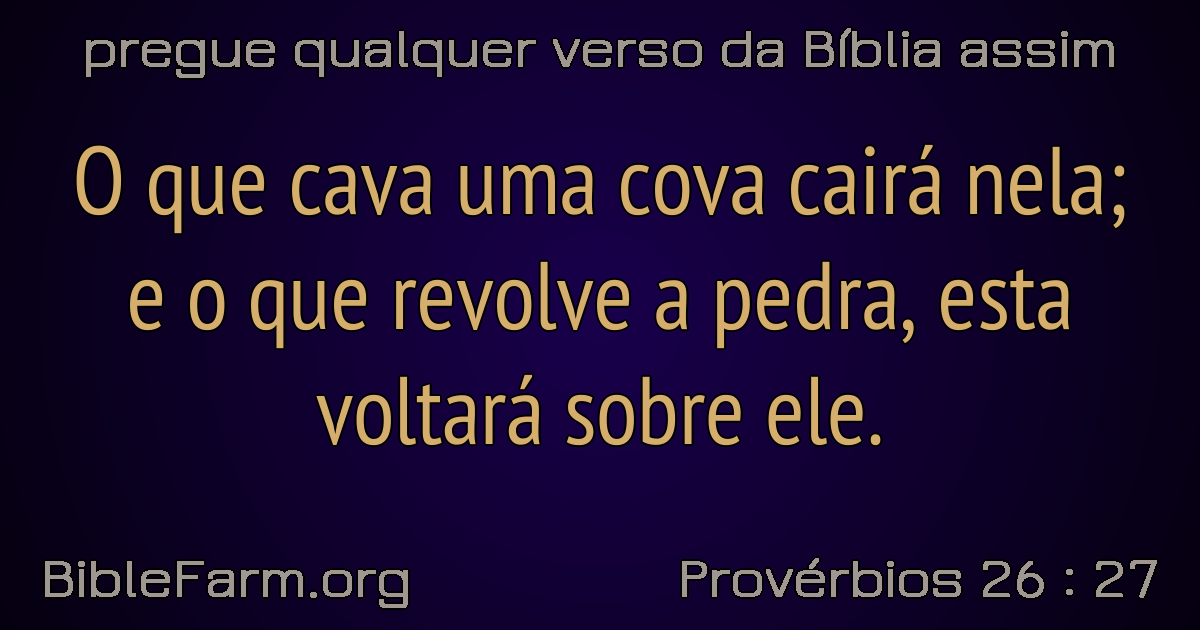 pregue qualquer verso da Bíblia assim
O que cava uma cova cairá nela;
e o que revolve a pedra, esta
voltará sobre ele.
BibleFarm.org
Provérbios 26 : 27